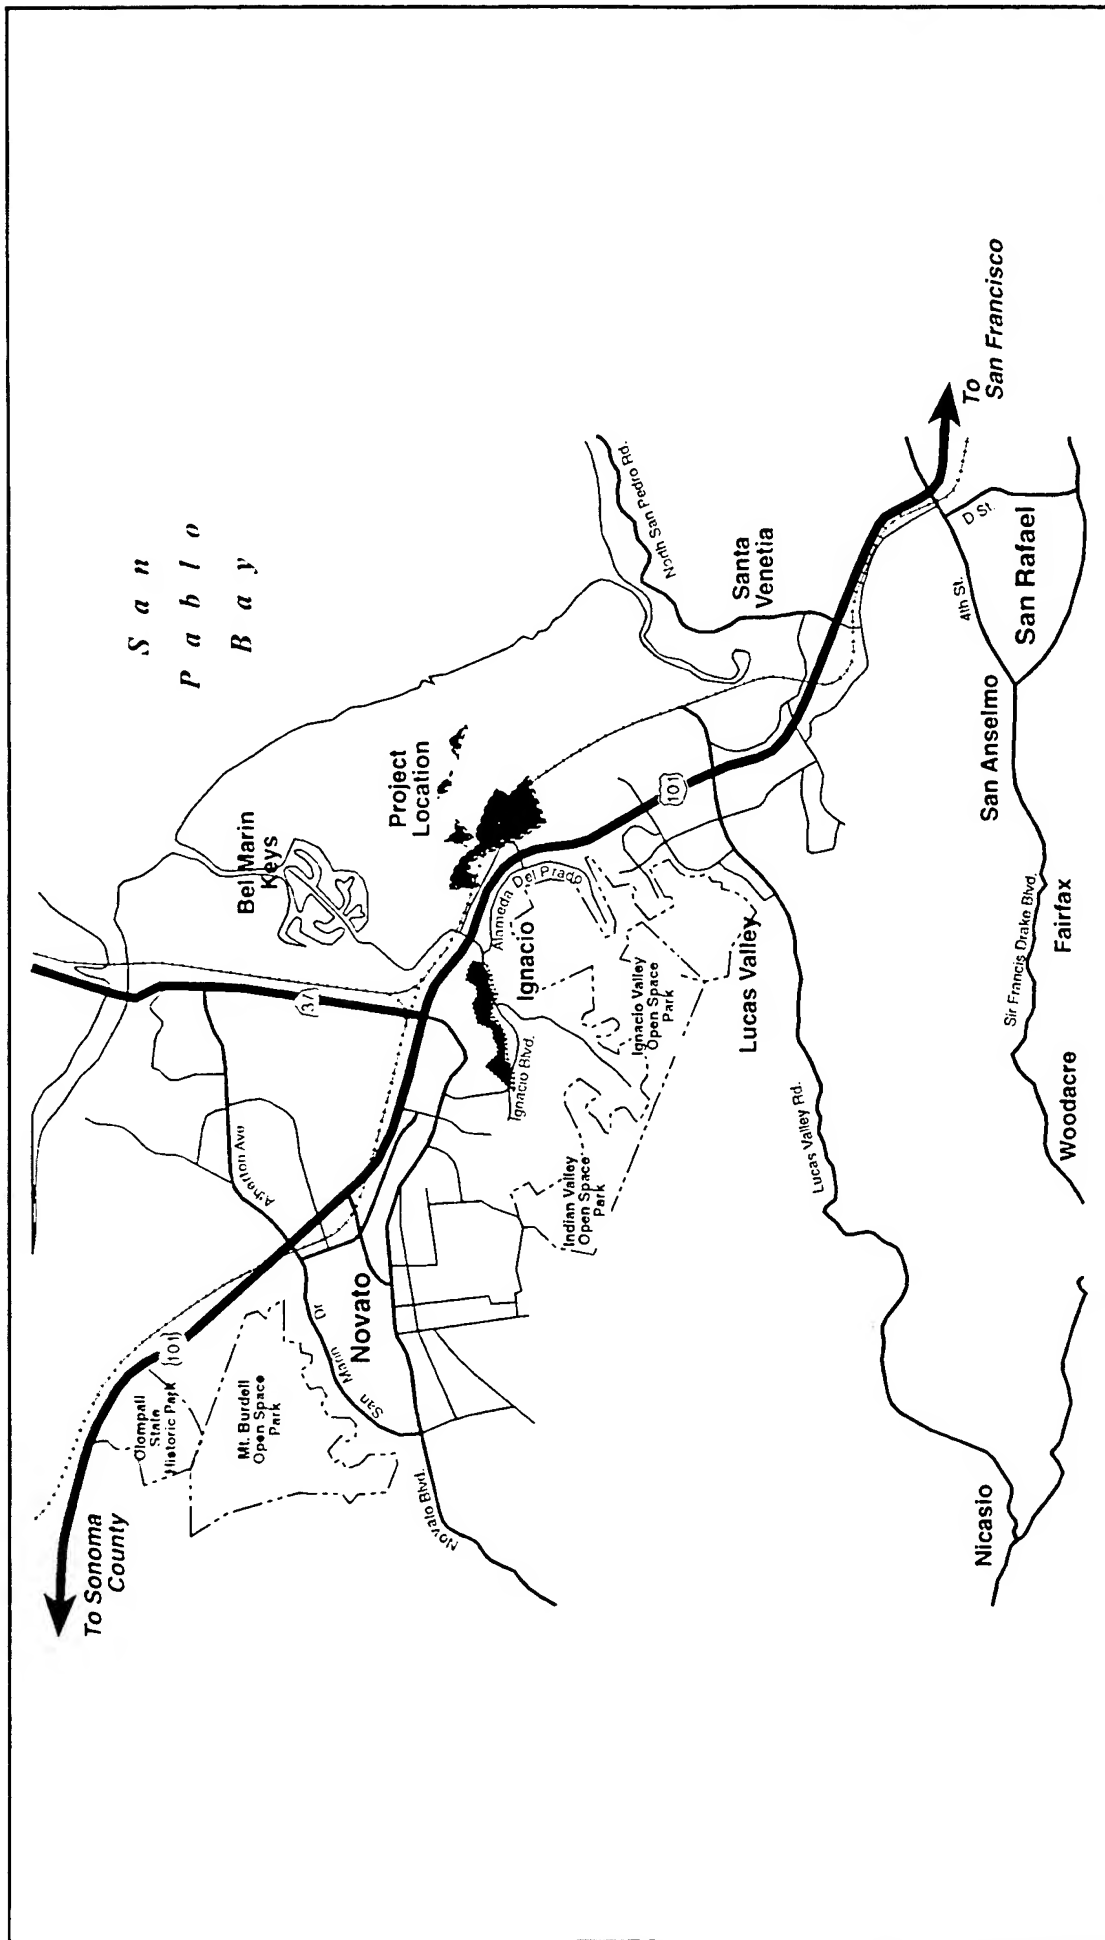 San
Pablo
Bay
To Sonoma
County
101
Olompali
State
Historic Park
Mt. Burdell
Open Space
Park
San Marin Dr
Atherton Ave
Novato
Novato Blvd.
37
Bel Marin
Keys
Project
Location
Ignacio Blvd.
Ignacio
Alameda Del Prado
Indian Valley
Open Space
Park
Ignacio Valley
Open Space
Park
101
Lucas Valley
Lucas Valley Rd.
North San Pedro Rd.
Santa
Venetia
To
San Francisco
4th St.
D St.
San Rafael
San Anselmo
Sir Francis Drake Blvd.
Fairfax
Woodacre
Nicasio